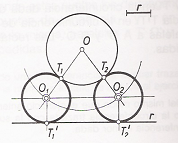 r
O
T₁ T₂
O₁ O₂
T₁' T₂' r